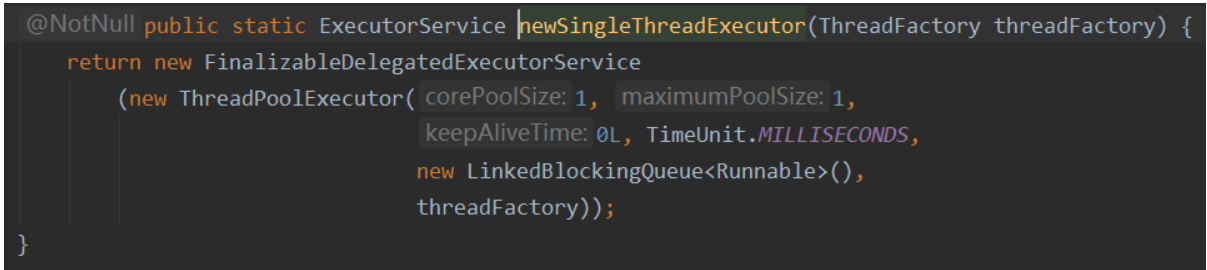 @NotNull public static ExecutorService newSingleThreadExecutor(ThreadFactory threadFactory) {
    return new FinalizableDelegatedExecutorService
        (new ThreadPoolExecutor( corePoolSize: 1, maximumPoolSize: 1,
                                keepAliveTime: 0L, TimeUnit.MILLISECONDS,
                                new LinkedBlockingQueue<Runnable>(),
                                threadFactory));
}